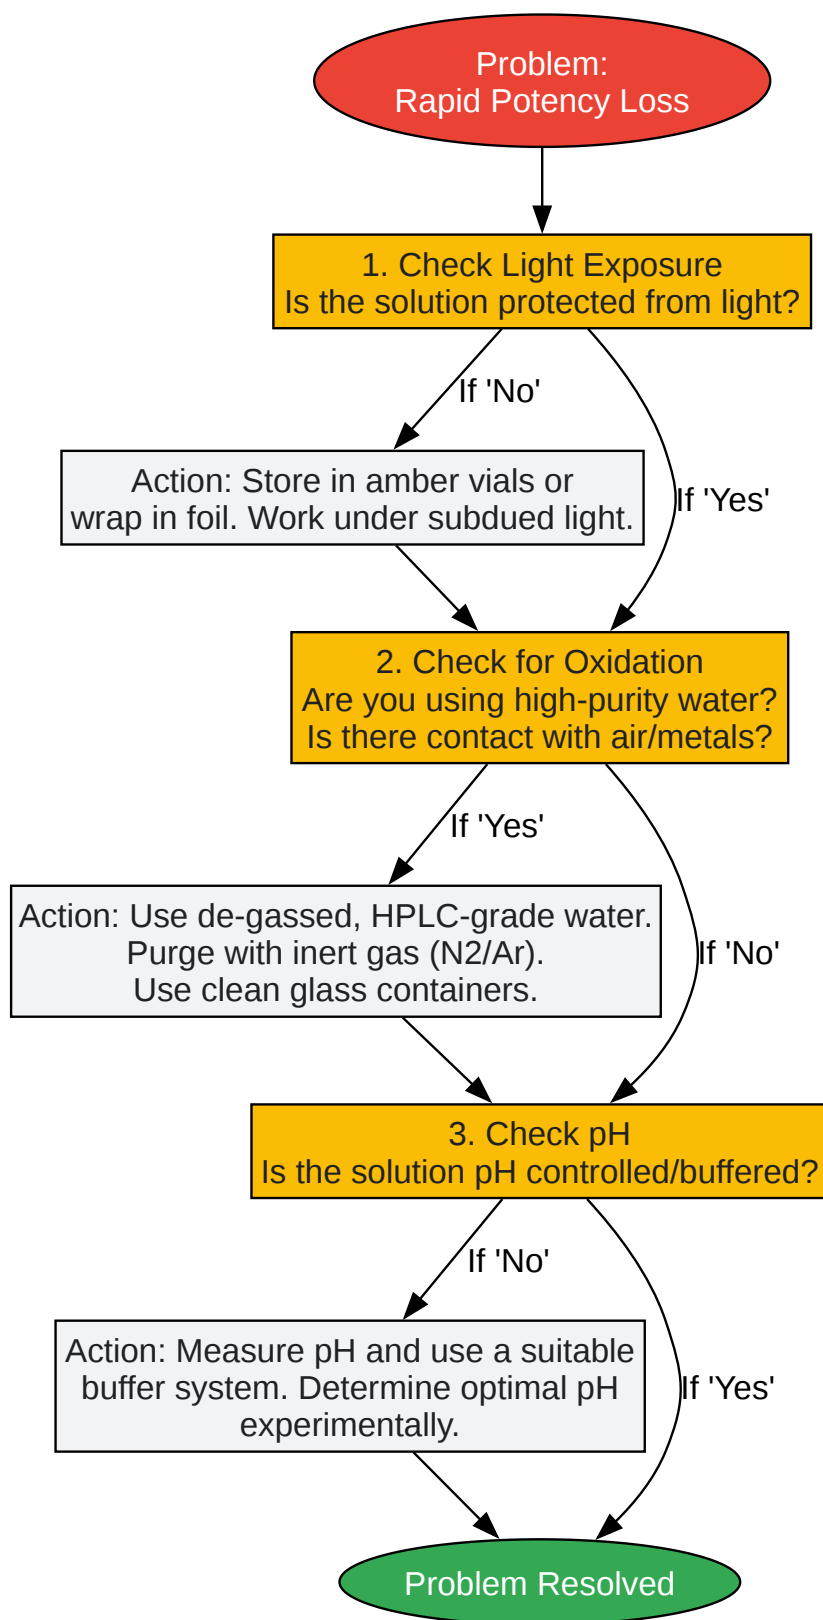 Problem:
Rapid Potency Loss
1. Check Light Exposure
Is the solution protected from light?
If 'No'
Action: Store in amber vials or
wrap in foil. Work under subdued light.
If 'Yes'
2. Check for Oxidation
Are you using high-purity water?
Is there contact with air/metals?
If 'Yes'
Action: Use de-gassed, HPLC-grade water.
Purge with inert gas (N2/Ar).
Use clean glass containers.
If 'No'
3. Check pH
Is the solution pH controlled/buffered?
If 'No'
Action: Measure pH and use a suitable
buffer system. Determine optimal pH
experimentally.
If 'Yes'
Problem Resolved